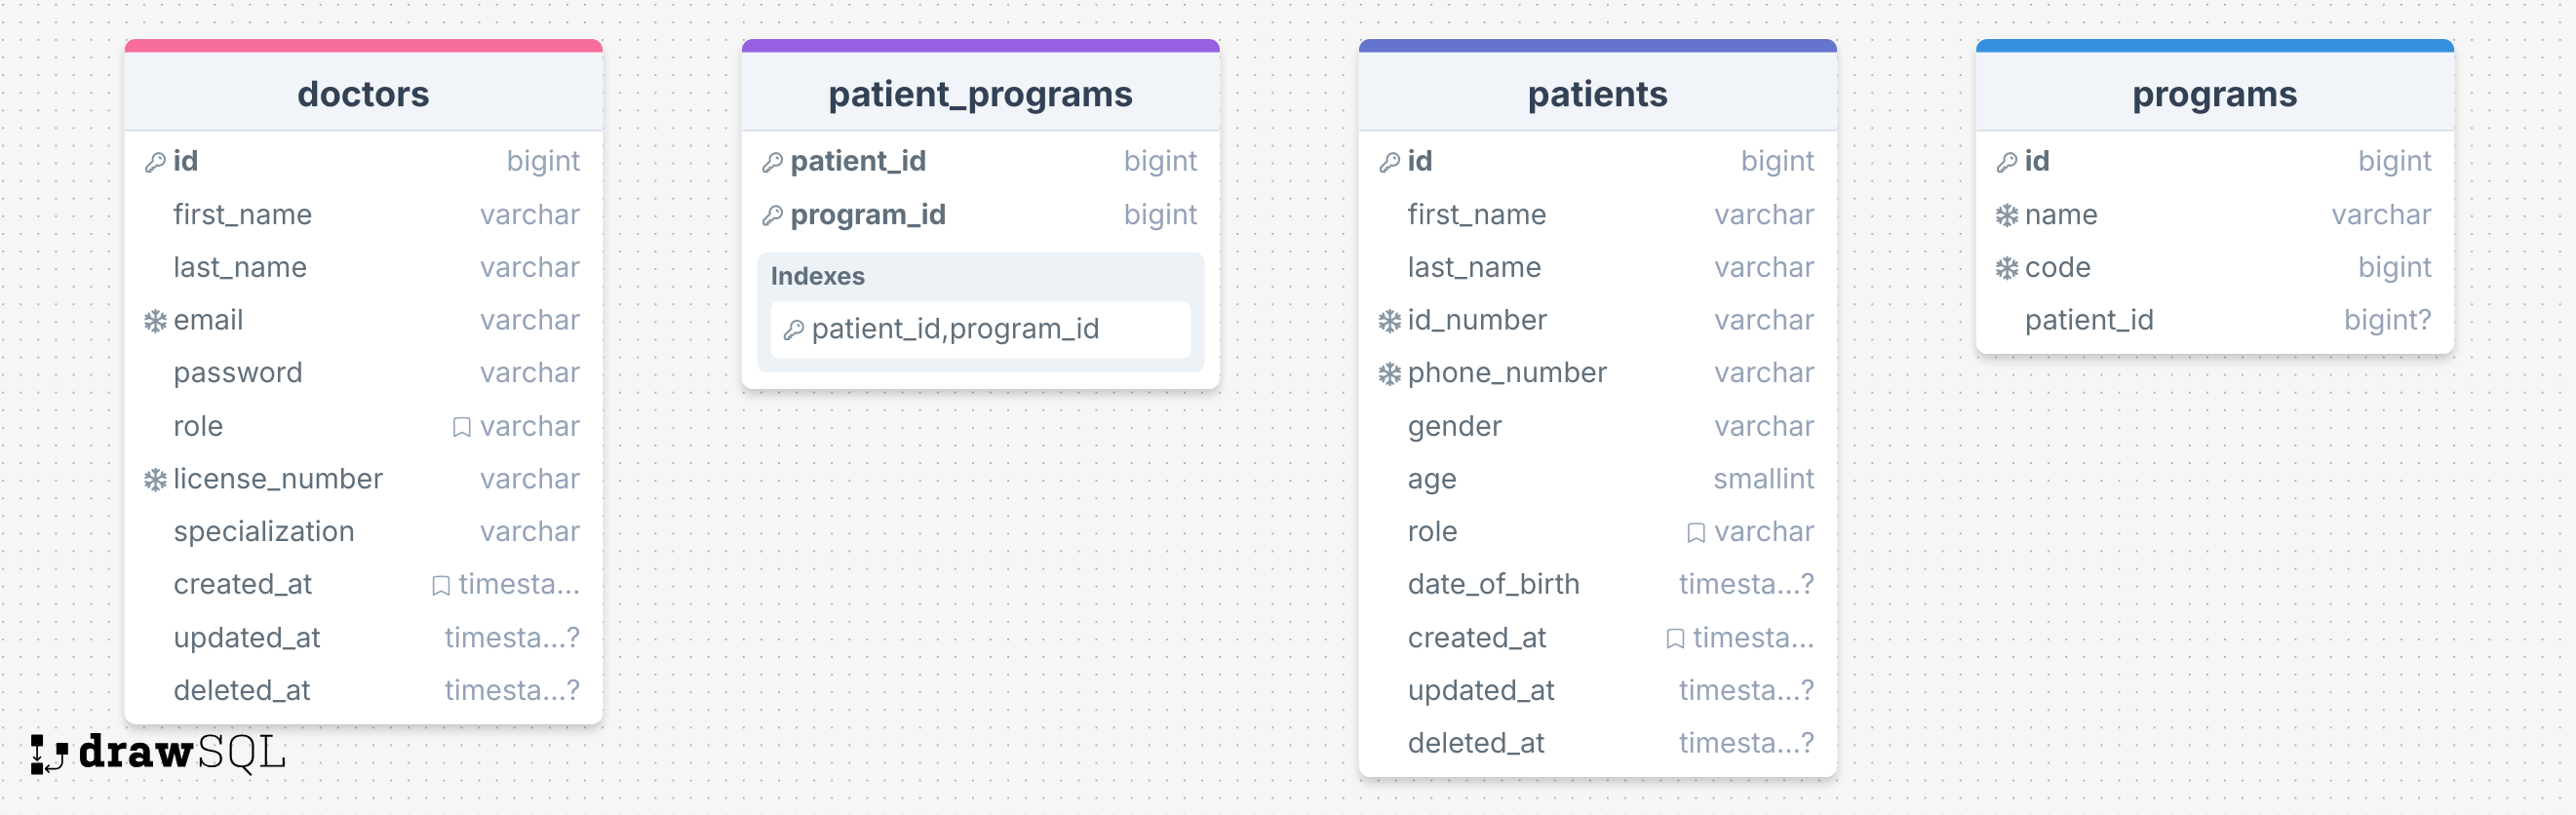 doctors
id bigint
first_name varchar
last_name varchar
email varchar
password varchar
role varchar
license_number varchar
specialization varchar
created_at timesta...
updated_at timesta...?
deleted_at timesta...?
patient_programs
patient_id bigint
program_id bigint
Indexes
patient_id,program_id
patients
id bigint
first_name varchar
last_name varchar
id_number varchar
phone_number varchar
gender varchar
age smallint
role varchar
date_of_birth timesta...?
created_at timesta...
updated_at timesta...?
deleted_at timesta...?
programs
id bigint
name varchar
code bigint
patient_id bigint?
drawSQL